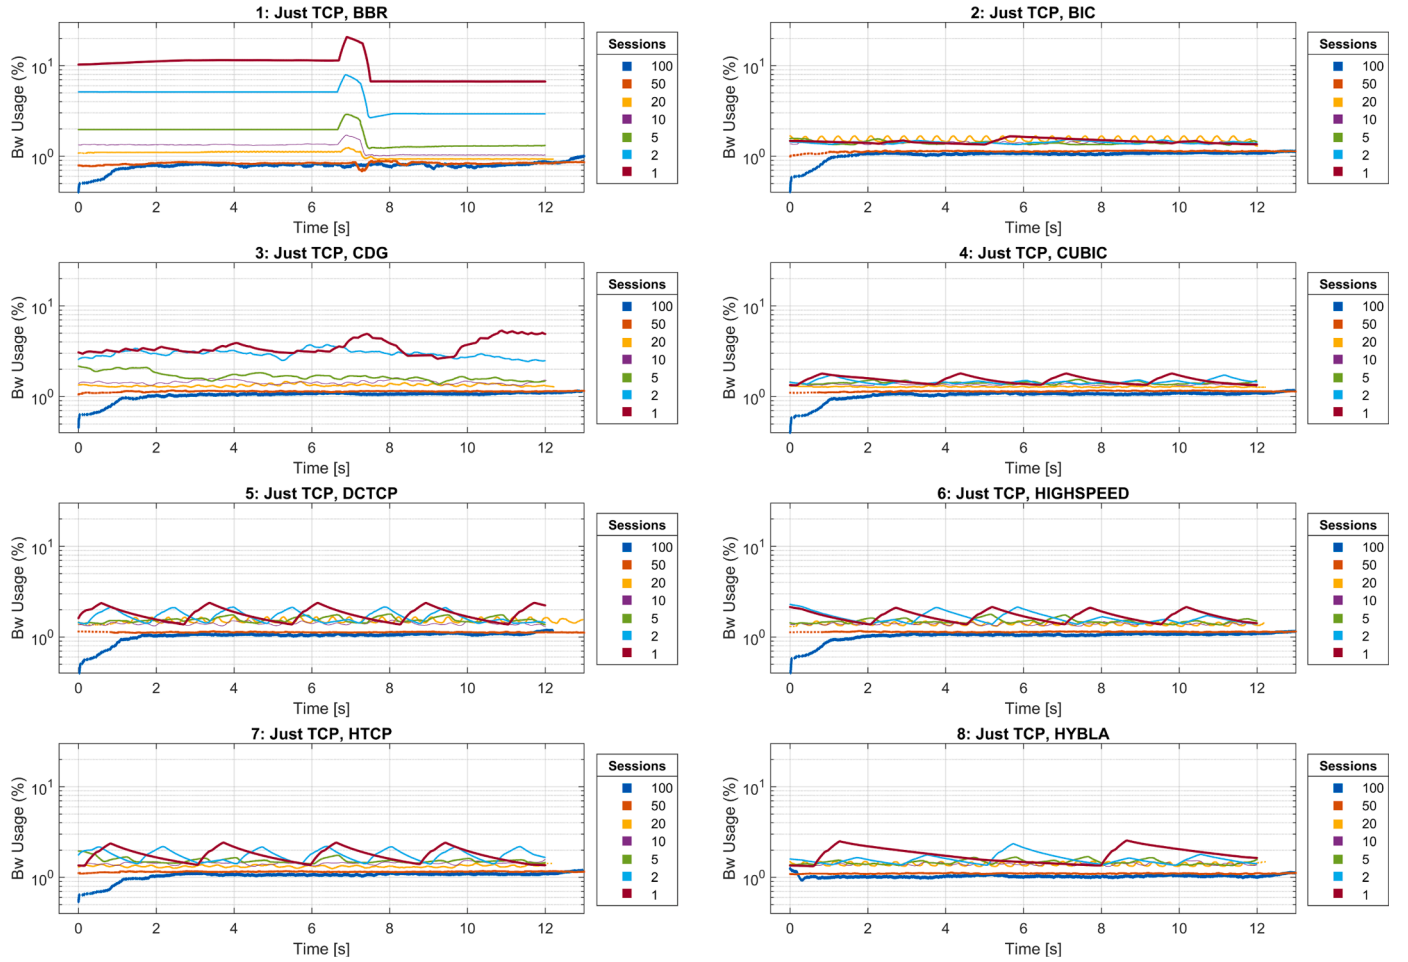 1: Just TCP, BBR
Bw Usage (%)
10^1
10^0
0 2 4 6 8 10 12
Time [s]
Sessions
100
50
20
10
5
2
1
2: Just TCP, BIC
Bw Usage (%)
10^1
10^0
0 2 4 6 8 10 12
Time [s]
Sessions
100
50
20
10
5
2
1
3: Just TCP, CDG
Bw Usage (%)
10^1
10^0
0 2 4 6 8 10 12
Time [s]
Sessions
100
50
20
10
5
2
1
4: Just TCP, CUBIC
Bw Usage (%)
10^1
10^0
0 2 4 6 8 10 12
Time [s]
Sessions
100
50
20
10
5
2
1
5: Just TCP, DCTCP
Bw Usage (%)
10^1
10^0
0 2 4 6 8 10 12
Time [s]
Sessions
100
50
20
10
5
2
1
6: Just TCP, HIGHSPEED
Bw Usage (%)
10^1
10^0
0 2 4 6 8 10 12
Time [s]
Sessions
100
50
20
10
5
2
1
7: Just TCP, HTCP
Bw Usage (%)
10^1
10^0
0 2 4 6 8 10 12
Time [s]
Sessions
100
50
20
10
5
2
1
8: Just TCP, HYBLA
Bw Usage (%)
10^1
10^0
0 2 4 6 8 10 12
Time [s]
Sessions
100
50
20
10
5
2
1